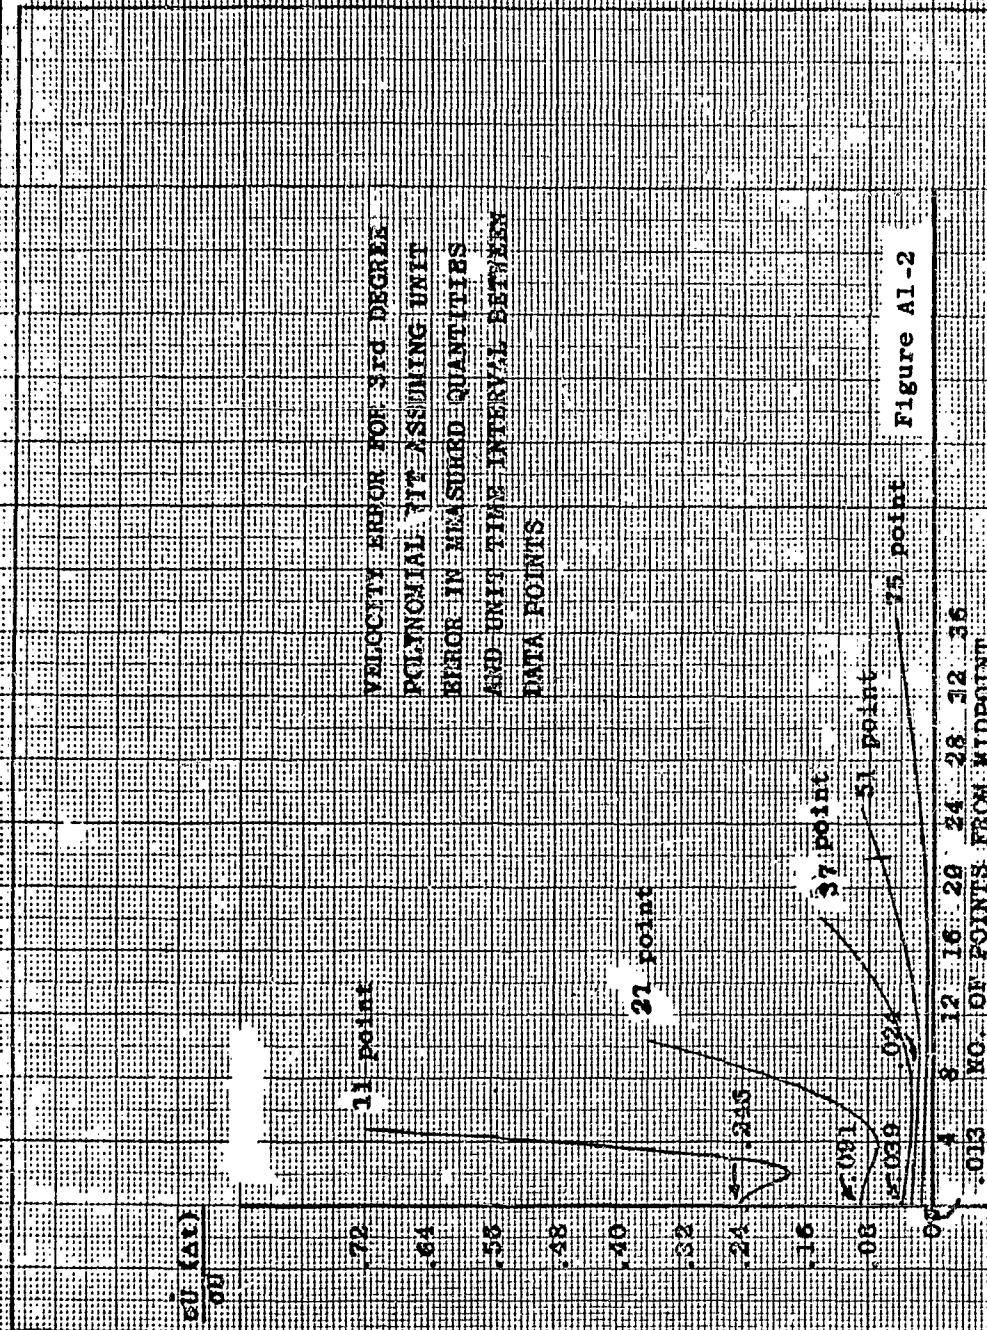 VELOCITY ERROR FOR 3rd DEGREE
POLYNOMIAL FIT ASSUMING UNIT
ERROR IN MEASURED QUANTITIES
AND UNIT TIME INTERVAL BETWEEN
DATA POINTS
σU̇ (Δt)
σU
.72
.64
.56
.48
.40
.32
.24
.16
.08
0
11 point
21 point
37 point
51 point
75 point
.245
.091
.039
.024
.013
4 8 12 16 20 24 28 32 36
NO. OF POINTS FROM MIDPOINT
Figure A1-2